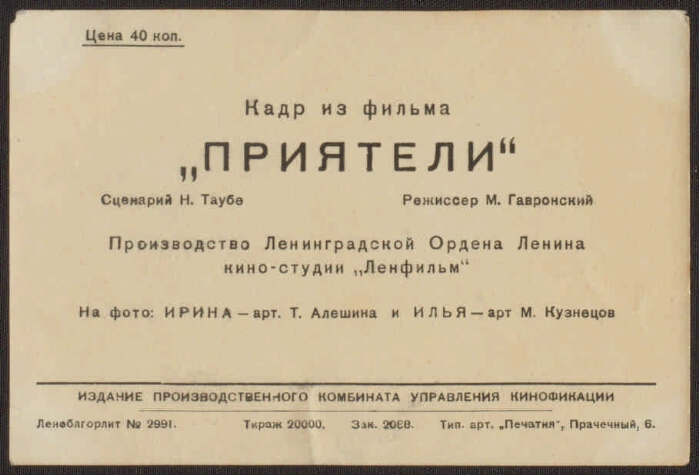 Цена 40 коп.
Кадр из фильма
„ПРИЯТЕЛИ“
Сценарий Н. Таубе Режиссер М. Гавронский
Производство Ленинградской Ордена Ленина
кино-студии „Ленфильм“
На фото: ИРИНА — арт. Т. Алешина и ИЛЬЯ — арт М. Кузнецов
ИЗДАНИЕ ПРОИЗВОДСТВЕННОГО КОМБИНАТА УПРАВЛЕНИЯ КИНОФИКАЦИИ
Леноблгорлит № 2991. Тираж 20000. Зак. 2088. Тип. арт. „Печатня“, Прачечный, 6.